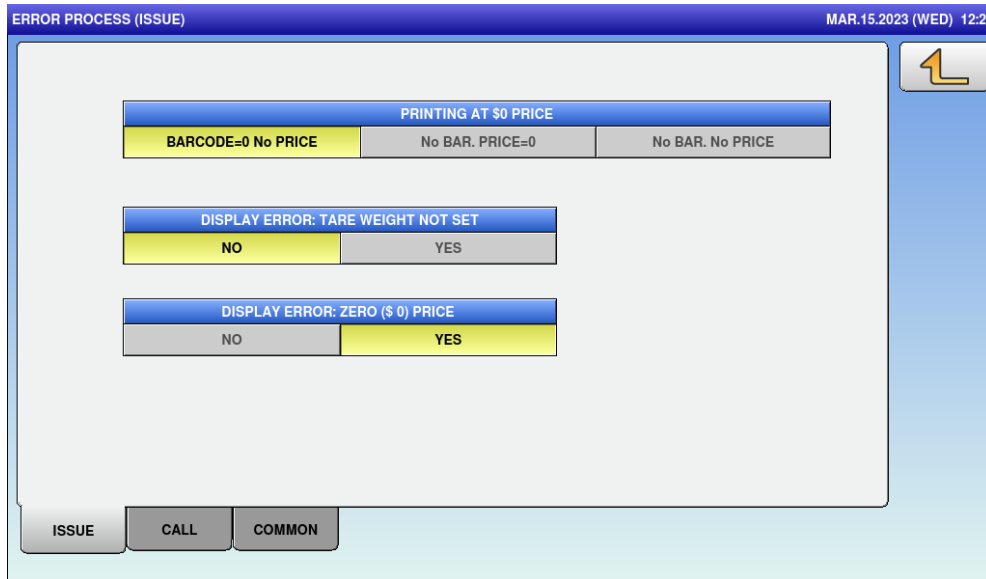 ERROR PROCESS (ISSUE) MAR.15.2023 (WED) 12:2
PRINTING AT $0 PRICE
BARCODE=0 No PRICE No BAR. PRICE=0 No BAR. No PRICE
DISPLAY ERROR: TARE WEIGHT NOT SET
NO YES
DISPLAY ERROR: ZERO ($ 0) PRICE
NO YES
ISSUE CALL COMMON